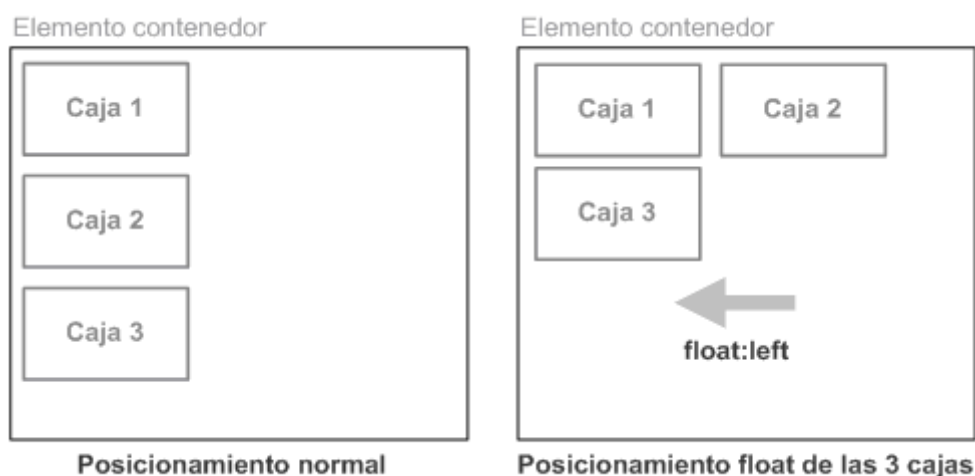 Elemento contenedor
Caja 1
Caja 2
Caja 3
Posicionamiento normal
Elemento contenedor
Caja 1 Caja 2
Caja 3
float:left
Posicionamiento float de las 3 cajas